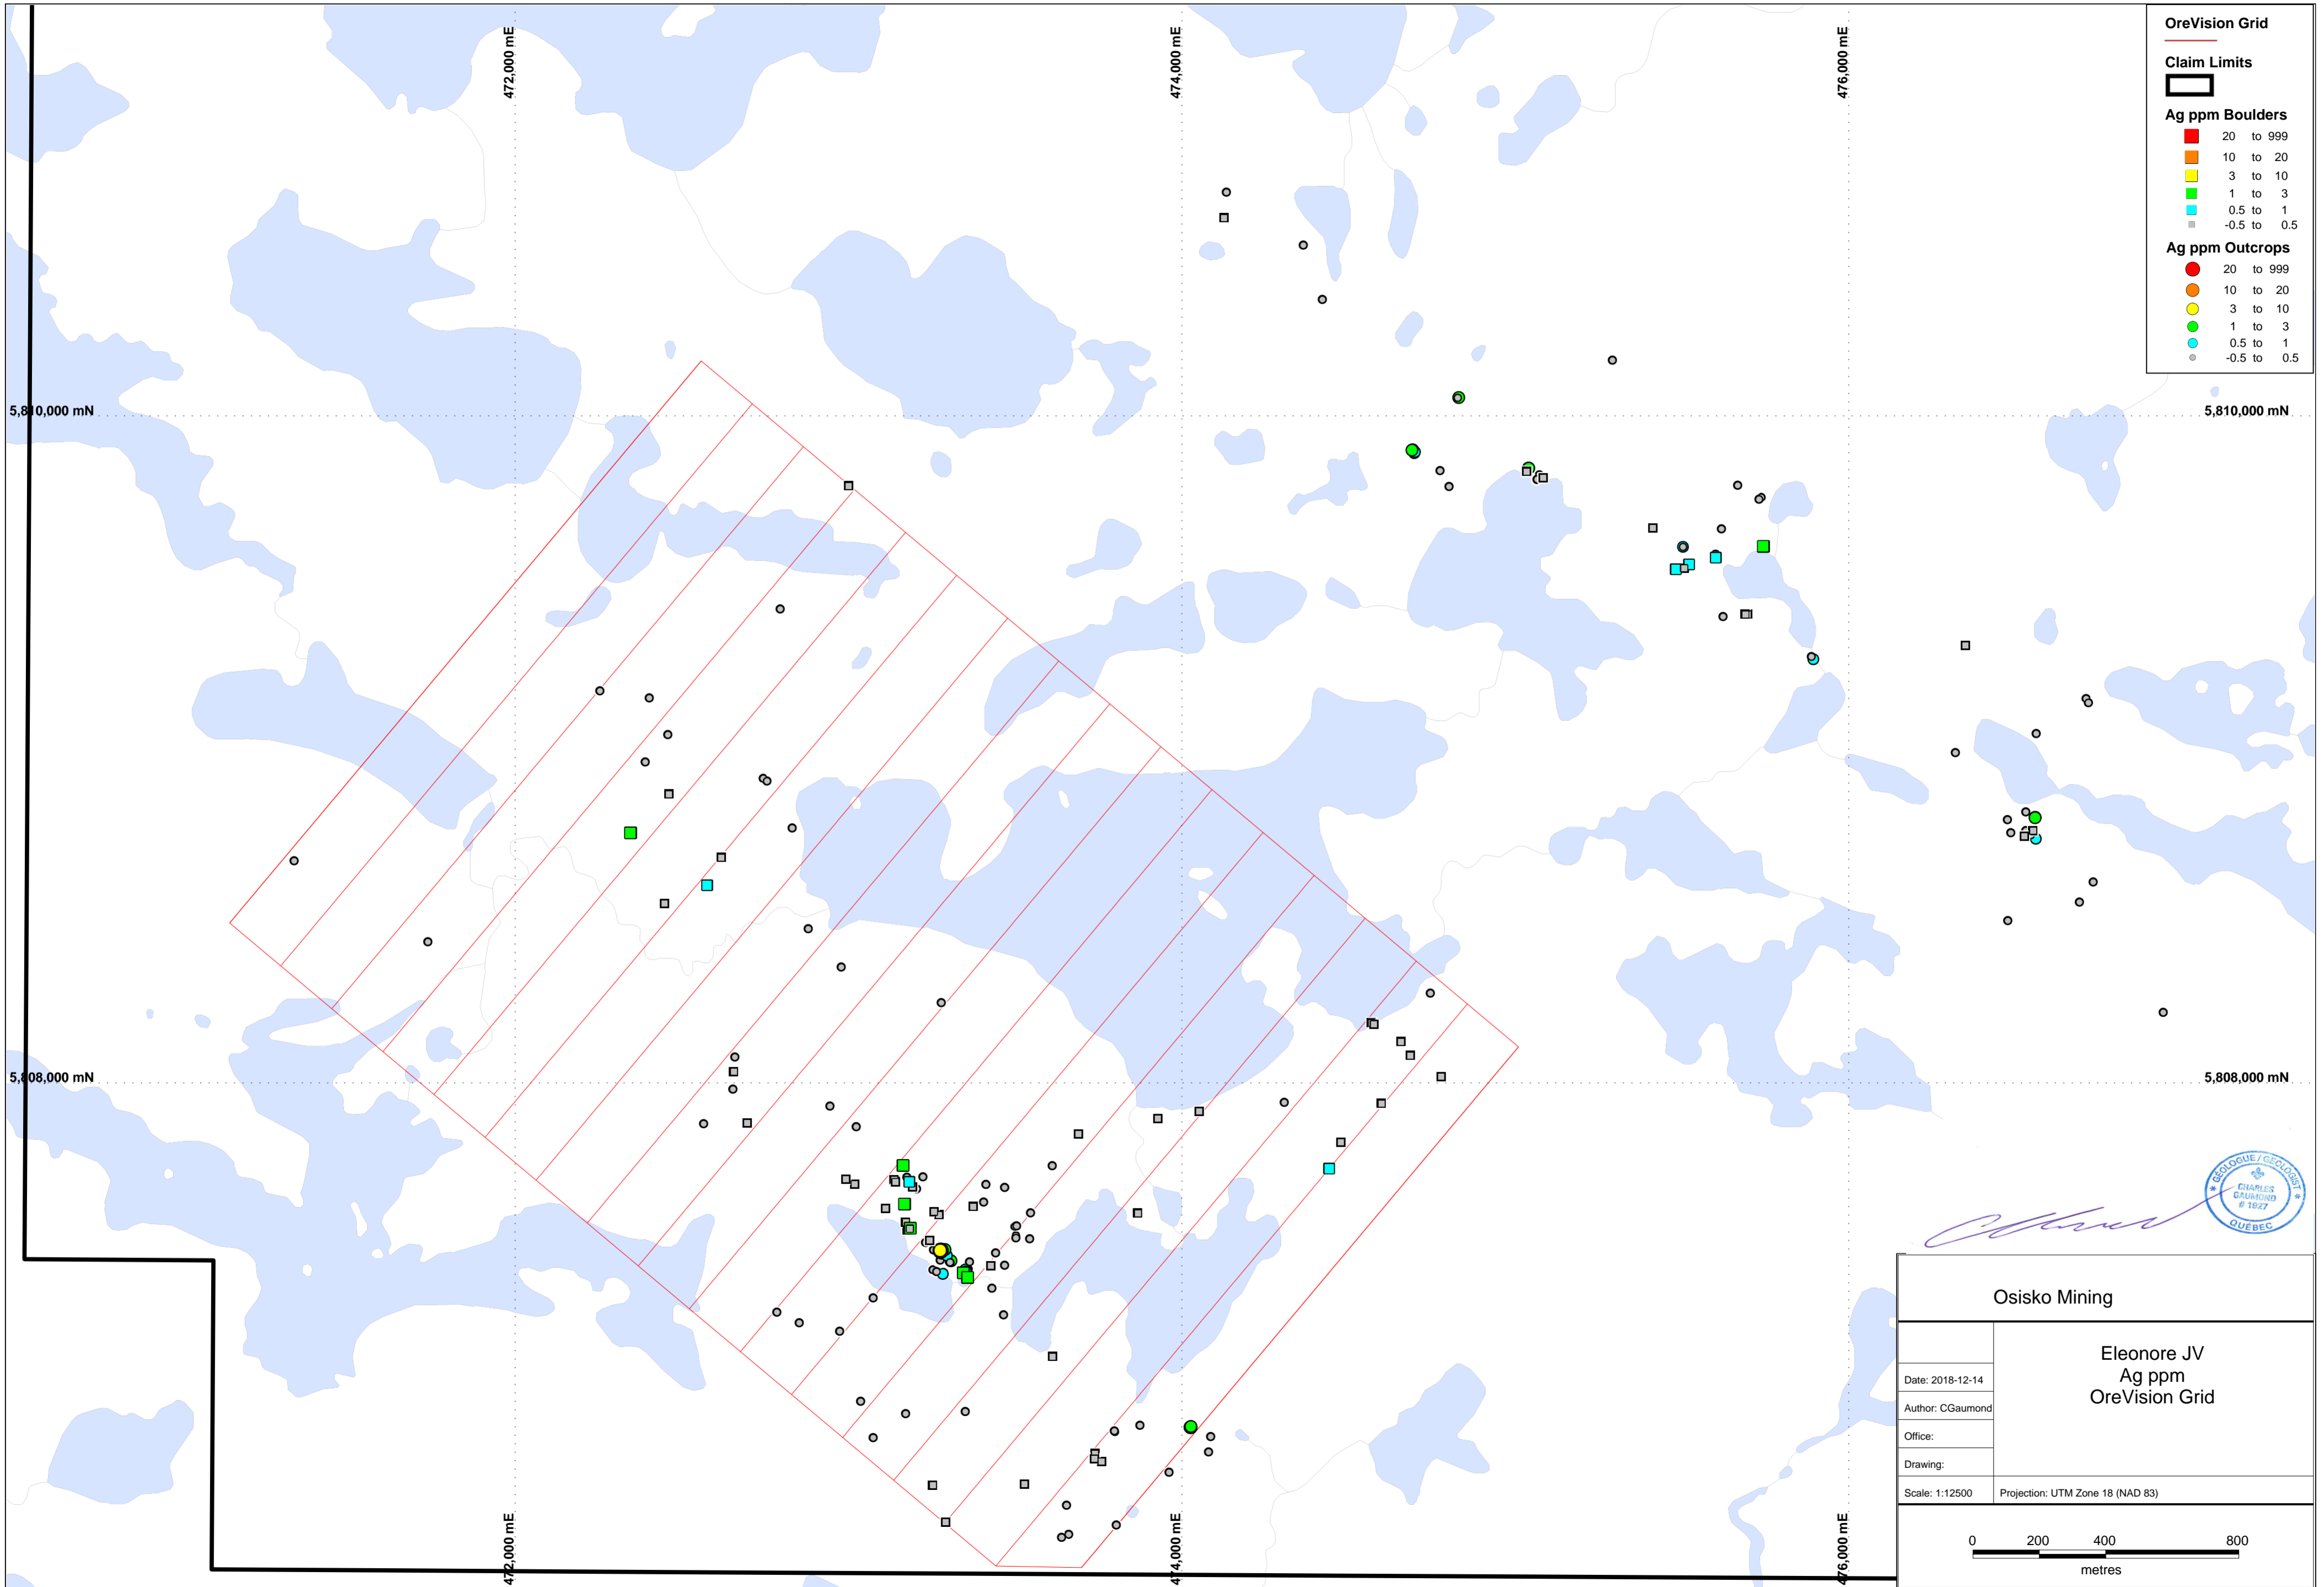 472,000 mE
474,000 mE
476,000 mE
OreVision Grid
Claim Limits
Ag ppm Boulders
20 to 999
10 to 20
3 to 10
1 to 3
0.5 to 1
-0.5 to 0.5
Ag ppm Outcrops
20 to 999
10 to 20
3 to 10
1 to 3
0.5 to 1
-0.5 to 0.5
5,810,000 mN
5,810,000 mN
5,808,000 mN
5,808,000 mN
GÉOLOGUE / GEOLOGIST
CHARLES
GAUMOND
# 1927
QUÉBEC
Osisko Mining
Eleonore JV
Ag ppm
OreVision Grid
Date: 2018-12-14
Author: CGaumond
Office:
Drawing:
Scale: 1:12500
Projection: UTM Zone 18 (NAD 83)
0 200 400 800
metres
472,000 mE
474,000 mE
476,000 mE